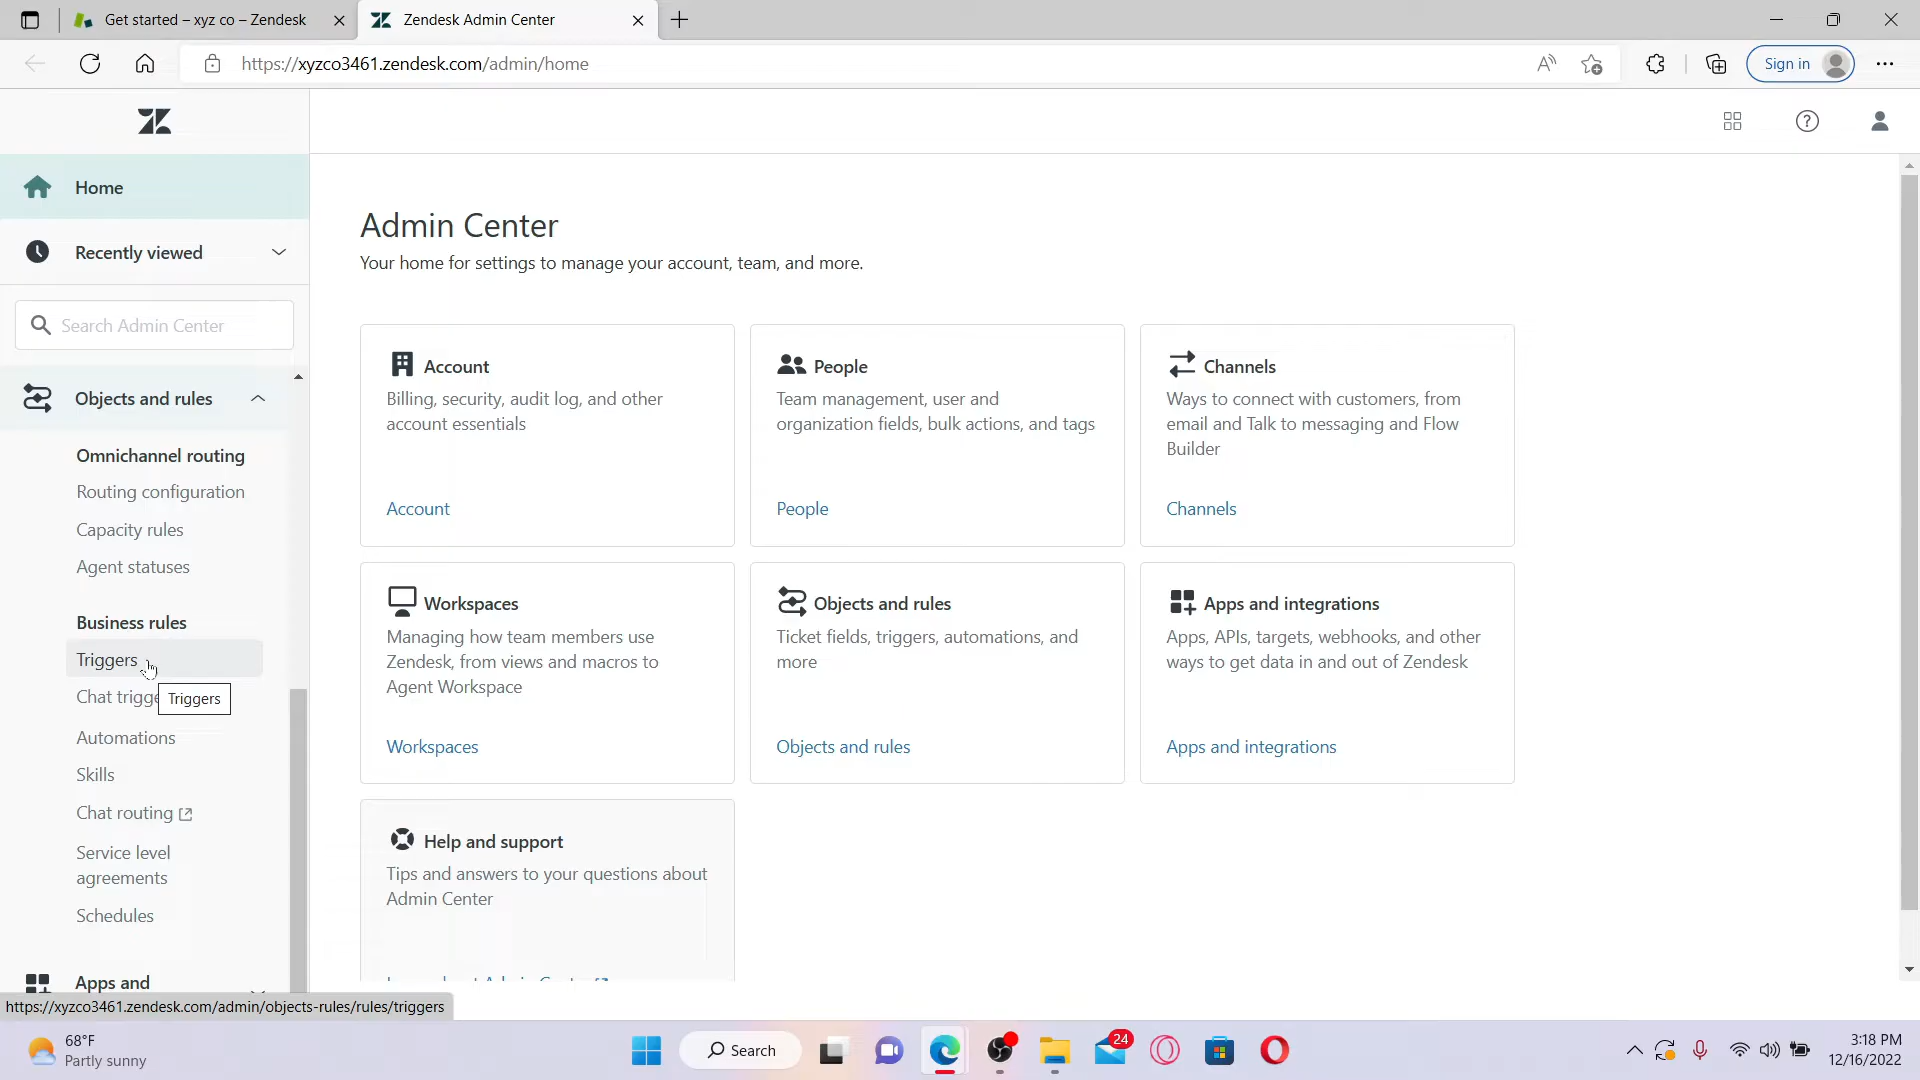 Get started – xyz co – Zendesk
Zendesk Admin Center
https://xyzco3461.zendesk.com/admin/home
Sign in
Home
Recently viewed
Search Admin Center
Objects and rules
Omnichannel routing
Routing configuration
Capacity rules
Agent statuses
Business rules
Triggers
Chat trigge
Triggers
Automations
Skills
Chat routing
Service level
agreements
Schedules
Apps and
https://xyzco3461.zendesk.com/admin/objects-rules/rules/triggers
Admin Center
Your home for settings to manage your account, team, and more.
Account
Billing, security, audit log, and other
account essentials
Account
People
Team management, user and
organization fields, bulk actions, and tags
People
Channels
Ways to connect with customers, from
email and Talk to messaging and Flow
Builder
Channels
Workspaces
Managing how team members use
Zendesk, from views and macros to
Agent Workspace
Workspaces
Objects and rules
Ticket fields, triggers, automations, and
more
Objects and rules
Apps and integrations
Apps, APIs, targets, webhooks, and other
ways to get data in and out of Zendesk
Apps and integrations
Help and support
Tips and answers to your questions about
Admin Center
68°F
Partly sunny
Search
24
3:18 PM
12/16/2022